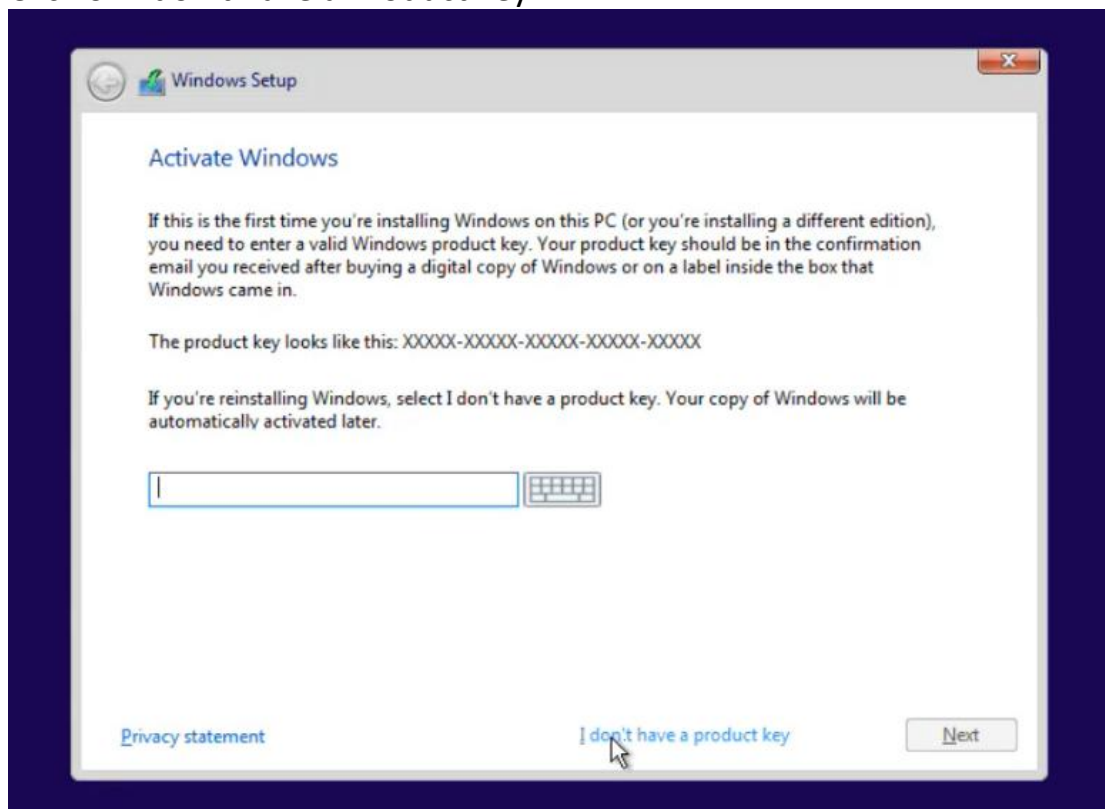 Windows Setup
Activate Windows
If this is the first time you're installing Windows on this PC (or you're installing a different edition),
you need to enter a valid Windows product key. Your product key should be in the confirmation
email you received after buying a digital copy of Windows or on a label inside the box that
Windows came in.
The product key looks like this: XXXXX-XXXXX-XXXXX-XXXXX-XXXXX
If you're reinstalling Windows, select I don't have a product key. Your copy of Windows will be
automatically activated later.
Privacy statement
I don't have a product key
Next